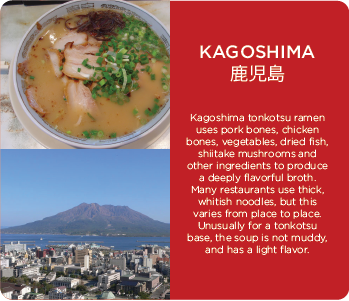 KAGOSHIMA
鹿児島
Kagoshima tonkotsu ramen
uses pork bones, chicken
bones, vegetables, dried fish,
shiitake mushrooms and
other ingredients to produce
a deeply flavorful broth.
Many restaurants use thick,
whitish noodles, but this
varies from place to place.
Unusually for a tonkotsu
base, the soup is not muddy,
and has a light flavor.